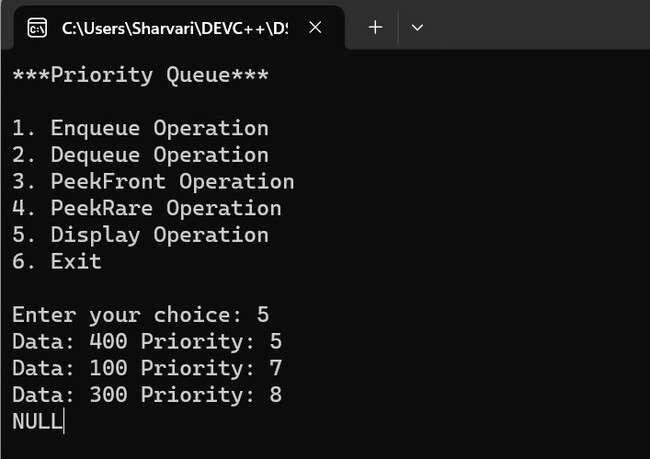 C:\Users\Sharvari\DEVC++\DS
***Priority Queue***
1. Enqueue Operation
2. Dequeue Operation
3. PeekFront Operation
4. PeekRare Operation
5. Display Operation
6. Exit
Enter your choice: 5
Data: 400 Priority: 5
Data: 100 Priority: 7
Data: 300 Priority: 8
NULL